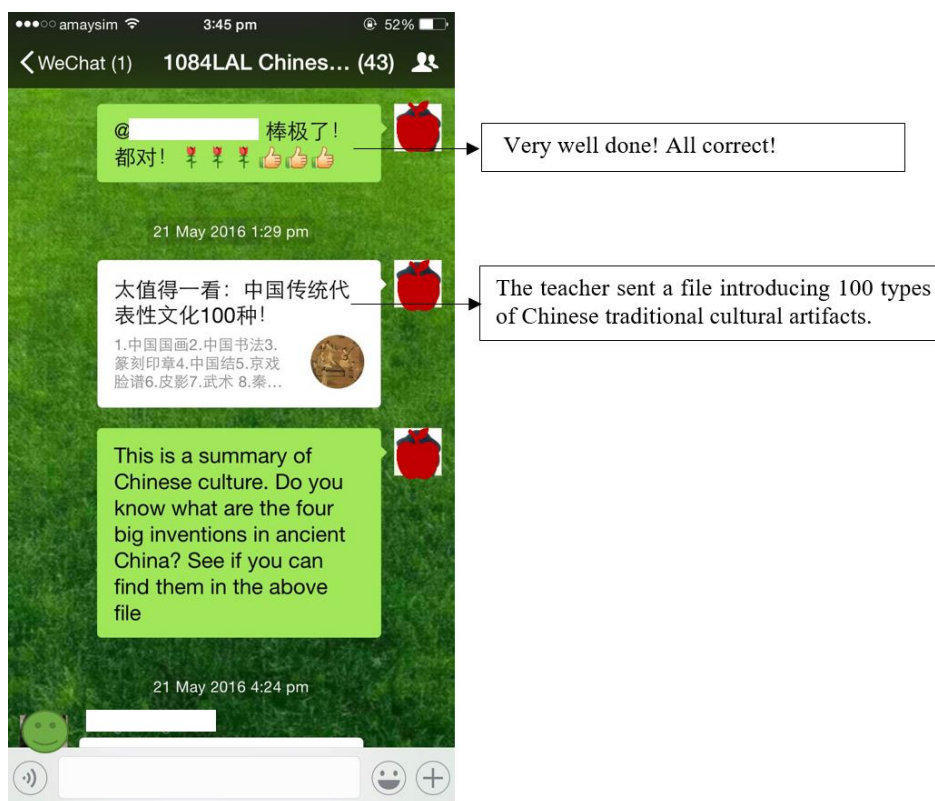 amaysim 3:45 pm 52%
WeChat (1) 1084LAL Chines... (43)
@ 棒极了!
都对!
Very well done! All correct!
21 May 2016 1:29 pm
太值得一看:中国传统代
表性文化100种!
1.中国国画2.中国书法3.
篆刻印章4.中国结5.京戏
脸谱6.皮影7.武术 8.秦...
The teacher sent a file introducing 100 types
of Chinese traditional cultural artifacts.
This is a summary of
Chinese culture. Do you
know what are the four
big inventions in ancient
China? See if you can
find them in the above
file
21 May 2016 4:24 pm